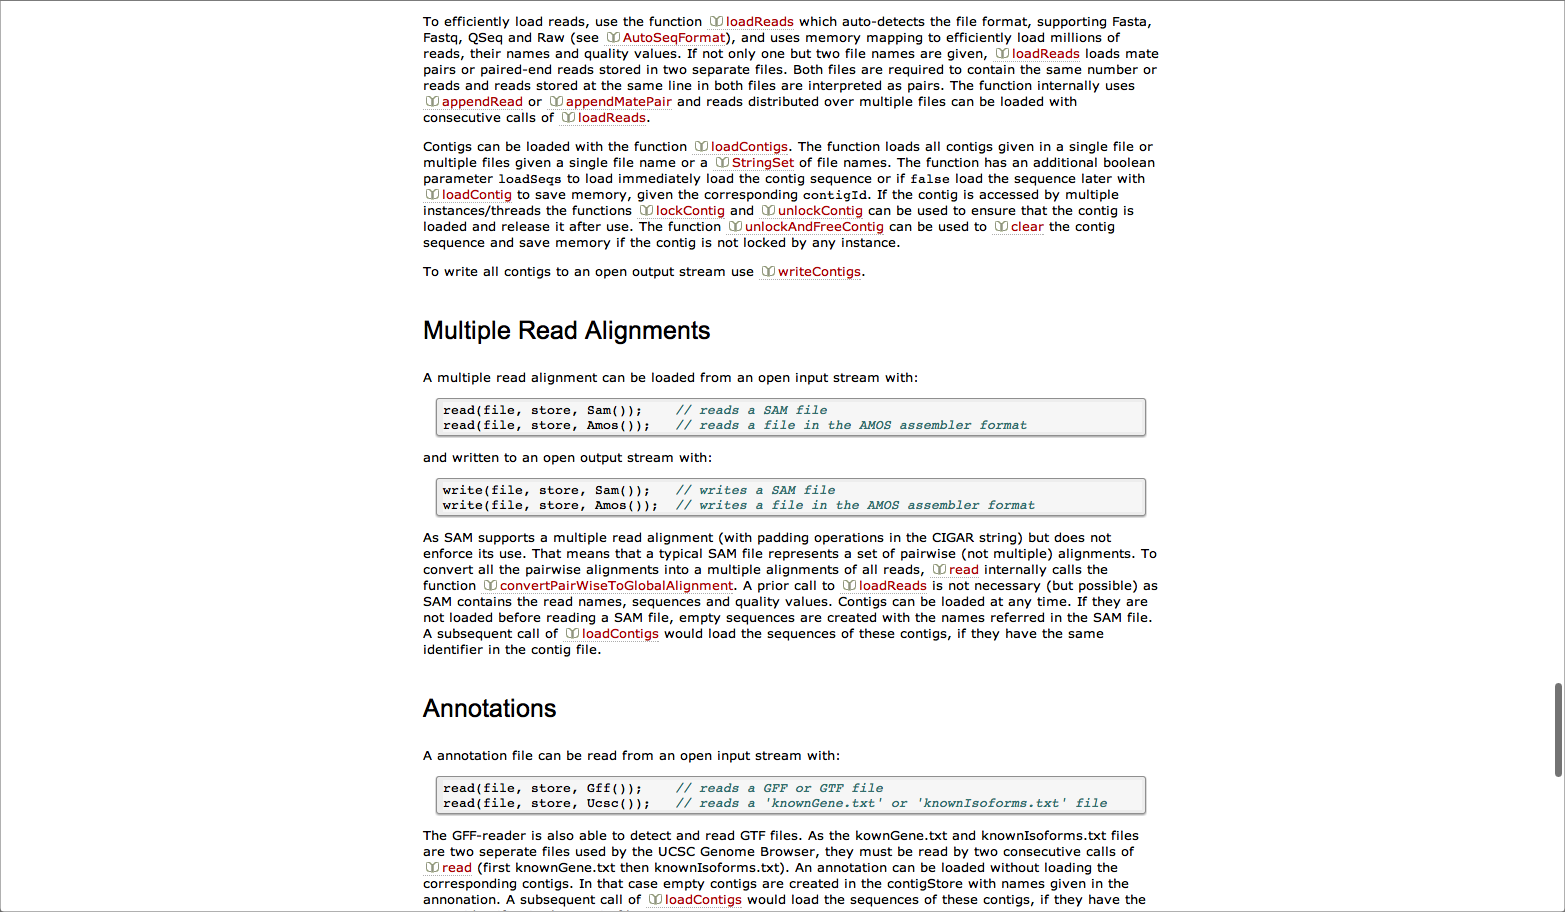 To efficiently load reads, use the function loadReads which auto-detects the file format, supporting Fasta,
Fastq, QSeq and Raw (see AutoSeqFormat), and uses memory mapping to efficiently load millions of
reads, their names and quality values. If not only one but two file names are given, loadReads loads mate
pairs or paired-end reads stored in two separate files. Both files are required to contain the same number or
reads and reads stored at the same line in both files are interpreted as pairs. The function internally uses
appendRead or appendMatePair and reads distributed over multiple files can be loaded with
consecutive calls of loadReads.
Contigs can be loaded with the function loadContigs. The function loads all contigs given in a single file or
multiple files given a single file name or a StringSet of file names. The function has an additional boolean
parameter loadSeqs to load immediately load the contig sequence or if false load the sequence later with
loadContig to save memory, given the corresponding contigId. If the contig is accessed by multiple
instances/threads the functions lockContig and unlockContig can be used to ensure that the contig is
loaded and release it after use. The function unlockAndFreeContig can be used to clear the contig
sequence and save memory if the contig is not locked by any instance.
To write all contigs to an open output stream use writeContigs.
Multiple Read Alignments
A multiple read alignment can be loaded from an open input stream with:
read(file, store, Sam());    // reads a SAM file
read(file, store, Amos());   // reads a file in the AMOS assembler format
and written to an open output stream with:
write(file, store, Sam());   // writes a SAM file
write(file, store, Amos());  // writes a file in the AMOS assembler format
As SAM supports a multiple read alignment (with padding operations in the CIGAR string) but does not
enforce its use. That means that a typical SAM file represents a set of pairwise (not multiple) alignments. To
convert all the pairwise alignments into a multiple alignments of all reads, read internally calls the
function convertPairWiseToGlobalAlignment. A prior call to loadReads is not necessary (but possible) as
SAM contains the read names, sequences and quality values. Contigs can be loaded at any time. If they are
not loaded before reading a SAM file, empty sequences are created with the names referred in the SAM file.
A subsequent call of loadContigs would load the sequences of these contigs, if they have the same
identifier in the contig file.
Annotations
A annotation file can be read from an open input stream with:
read(file, store, Gff());    // reads a GFF or GTF file
read(file, store, Ucsc());   // reads a 'knownGene.txt' or 'knownIsoforms.txt' file
The GFF-reader is also able to detect and read GTF files. As the kownGene.txt and knownIsoforms.txt files
are two seperate files used by the UCSC Genome Browser, they must be read by two consecutive calls of
read (first knownGene.txt then knownIsoforms.txt). An annotation can be loaded without loading the
corresponding contigs. In that case empty contigs are created in the contigStore with names given in the
annonation. A subsequent call of loadContigs would load the sequences of these contigs, if they have the